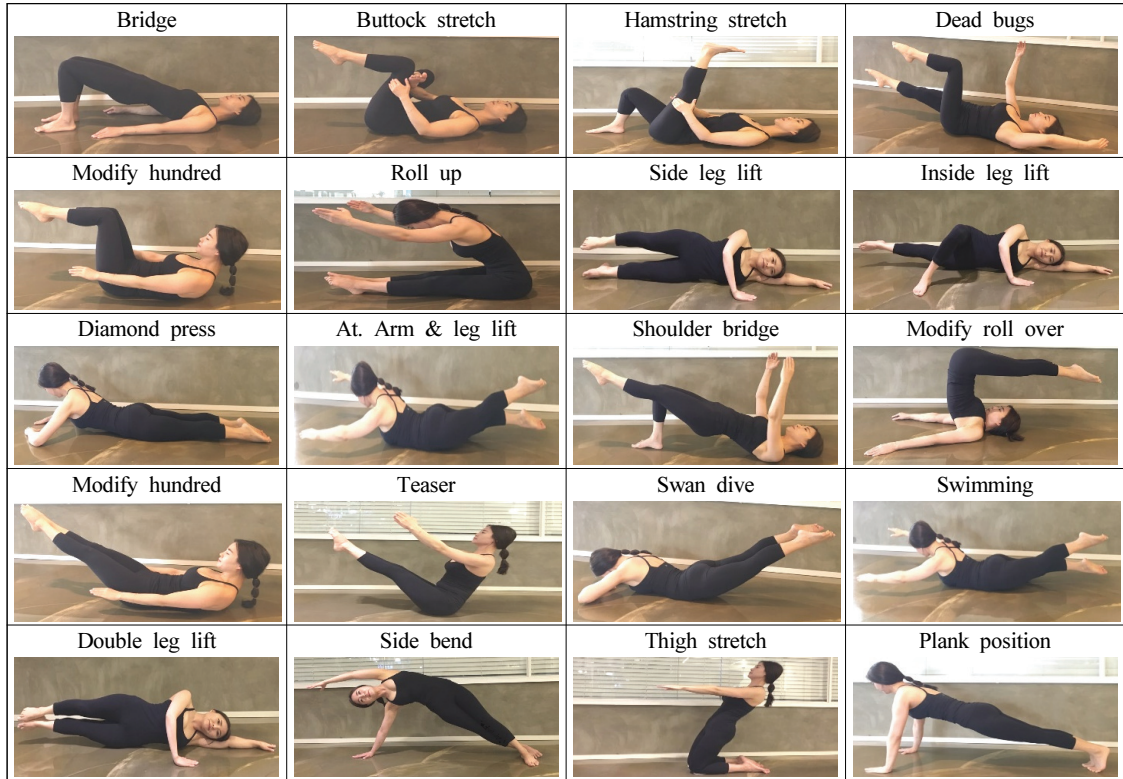 Bridge
Buttock stretch
Hamstring stretch
Dead bugs
Modify hundred
Roll up
Side leg lift
Inside leg lift
Diamond press
At. Arm & leg lift
Shoulder bridge
Modify roll over
Modify hundred
Teaser
Swan dive
Swimming
Double leg lift
Side bend
Thigh stretch
Plank position